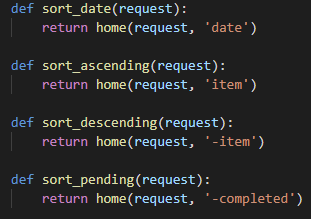 def sort_date(request):
    return home(request, 'date')

def sort_ascending(request):
    return home(request, 'item')

def sort_descending(request):
    return home(request, '-item')

def sort_pending(request):
    return home(request, '-completed')